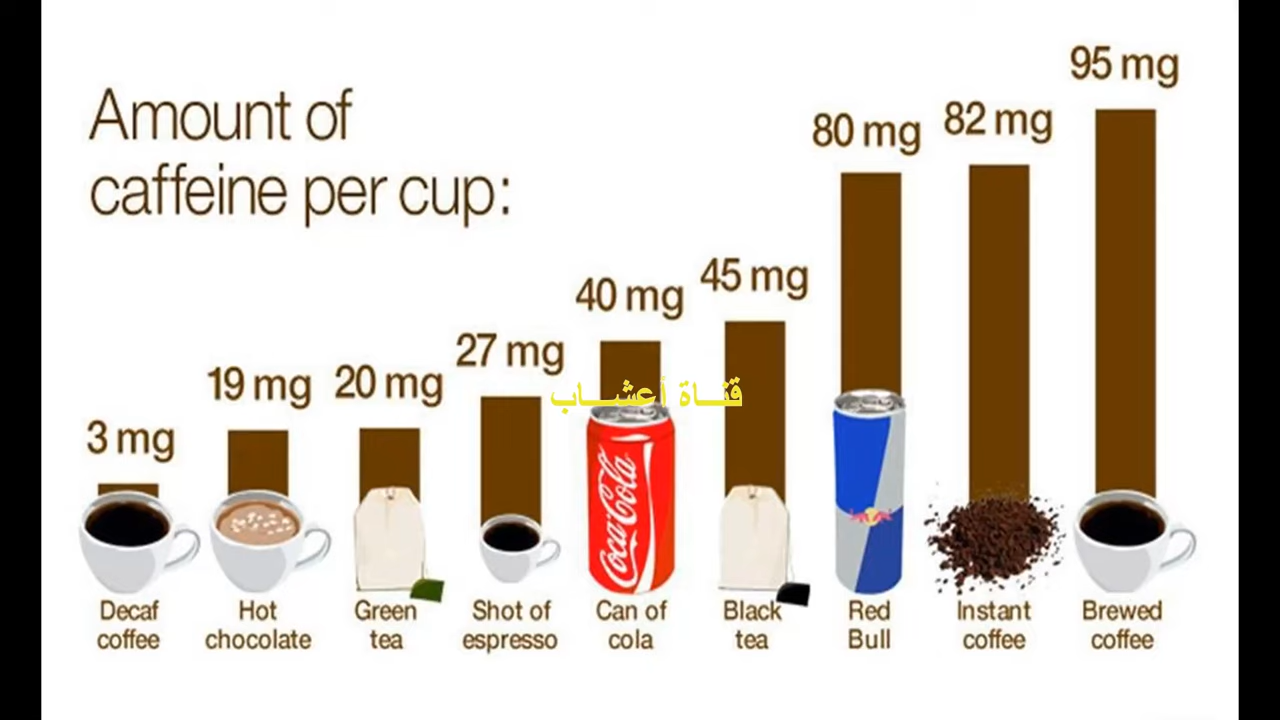 Amount of
caffeine per cup:
3 mg
19 mg
20 mg
27 mg
40 mg
45 mg
80 mg
82 mg
95 mg
قناة أعشاب
Coca-Cola
Decaf
coffee
Hot
chocolate
Green
tea
Shot of
espresso
Can of
cola
Black
tea
Red
Bull
Instant
coffee
Brewed
coffee